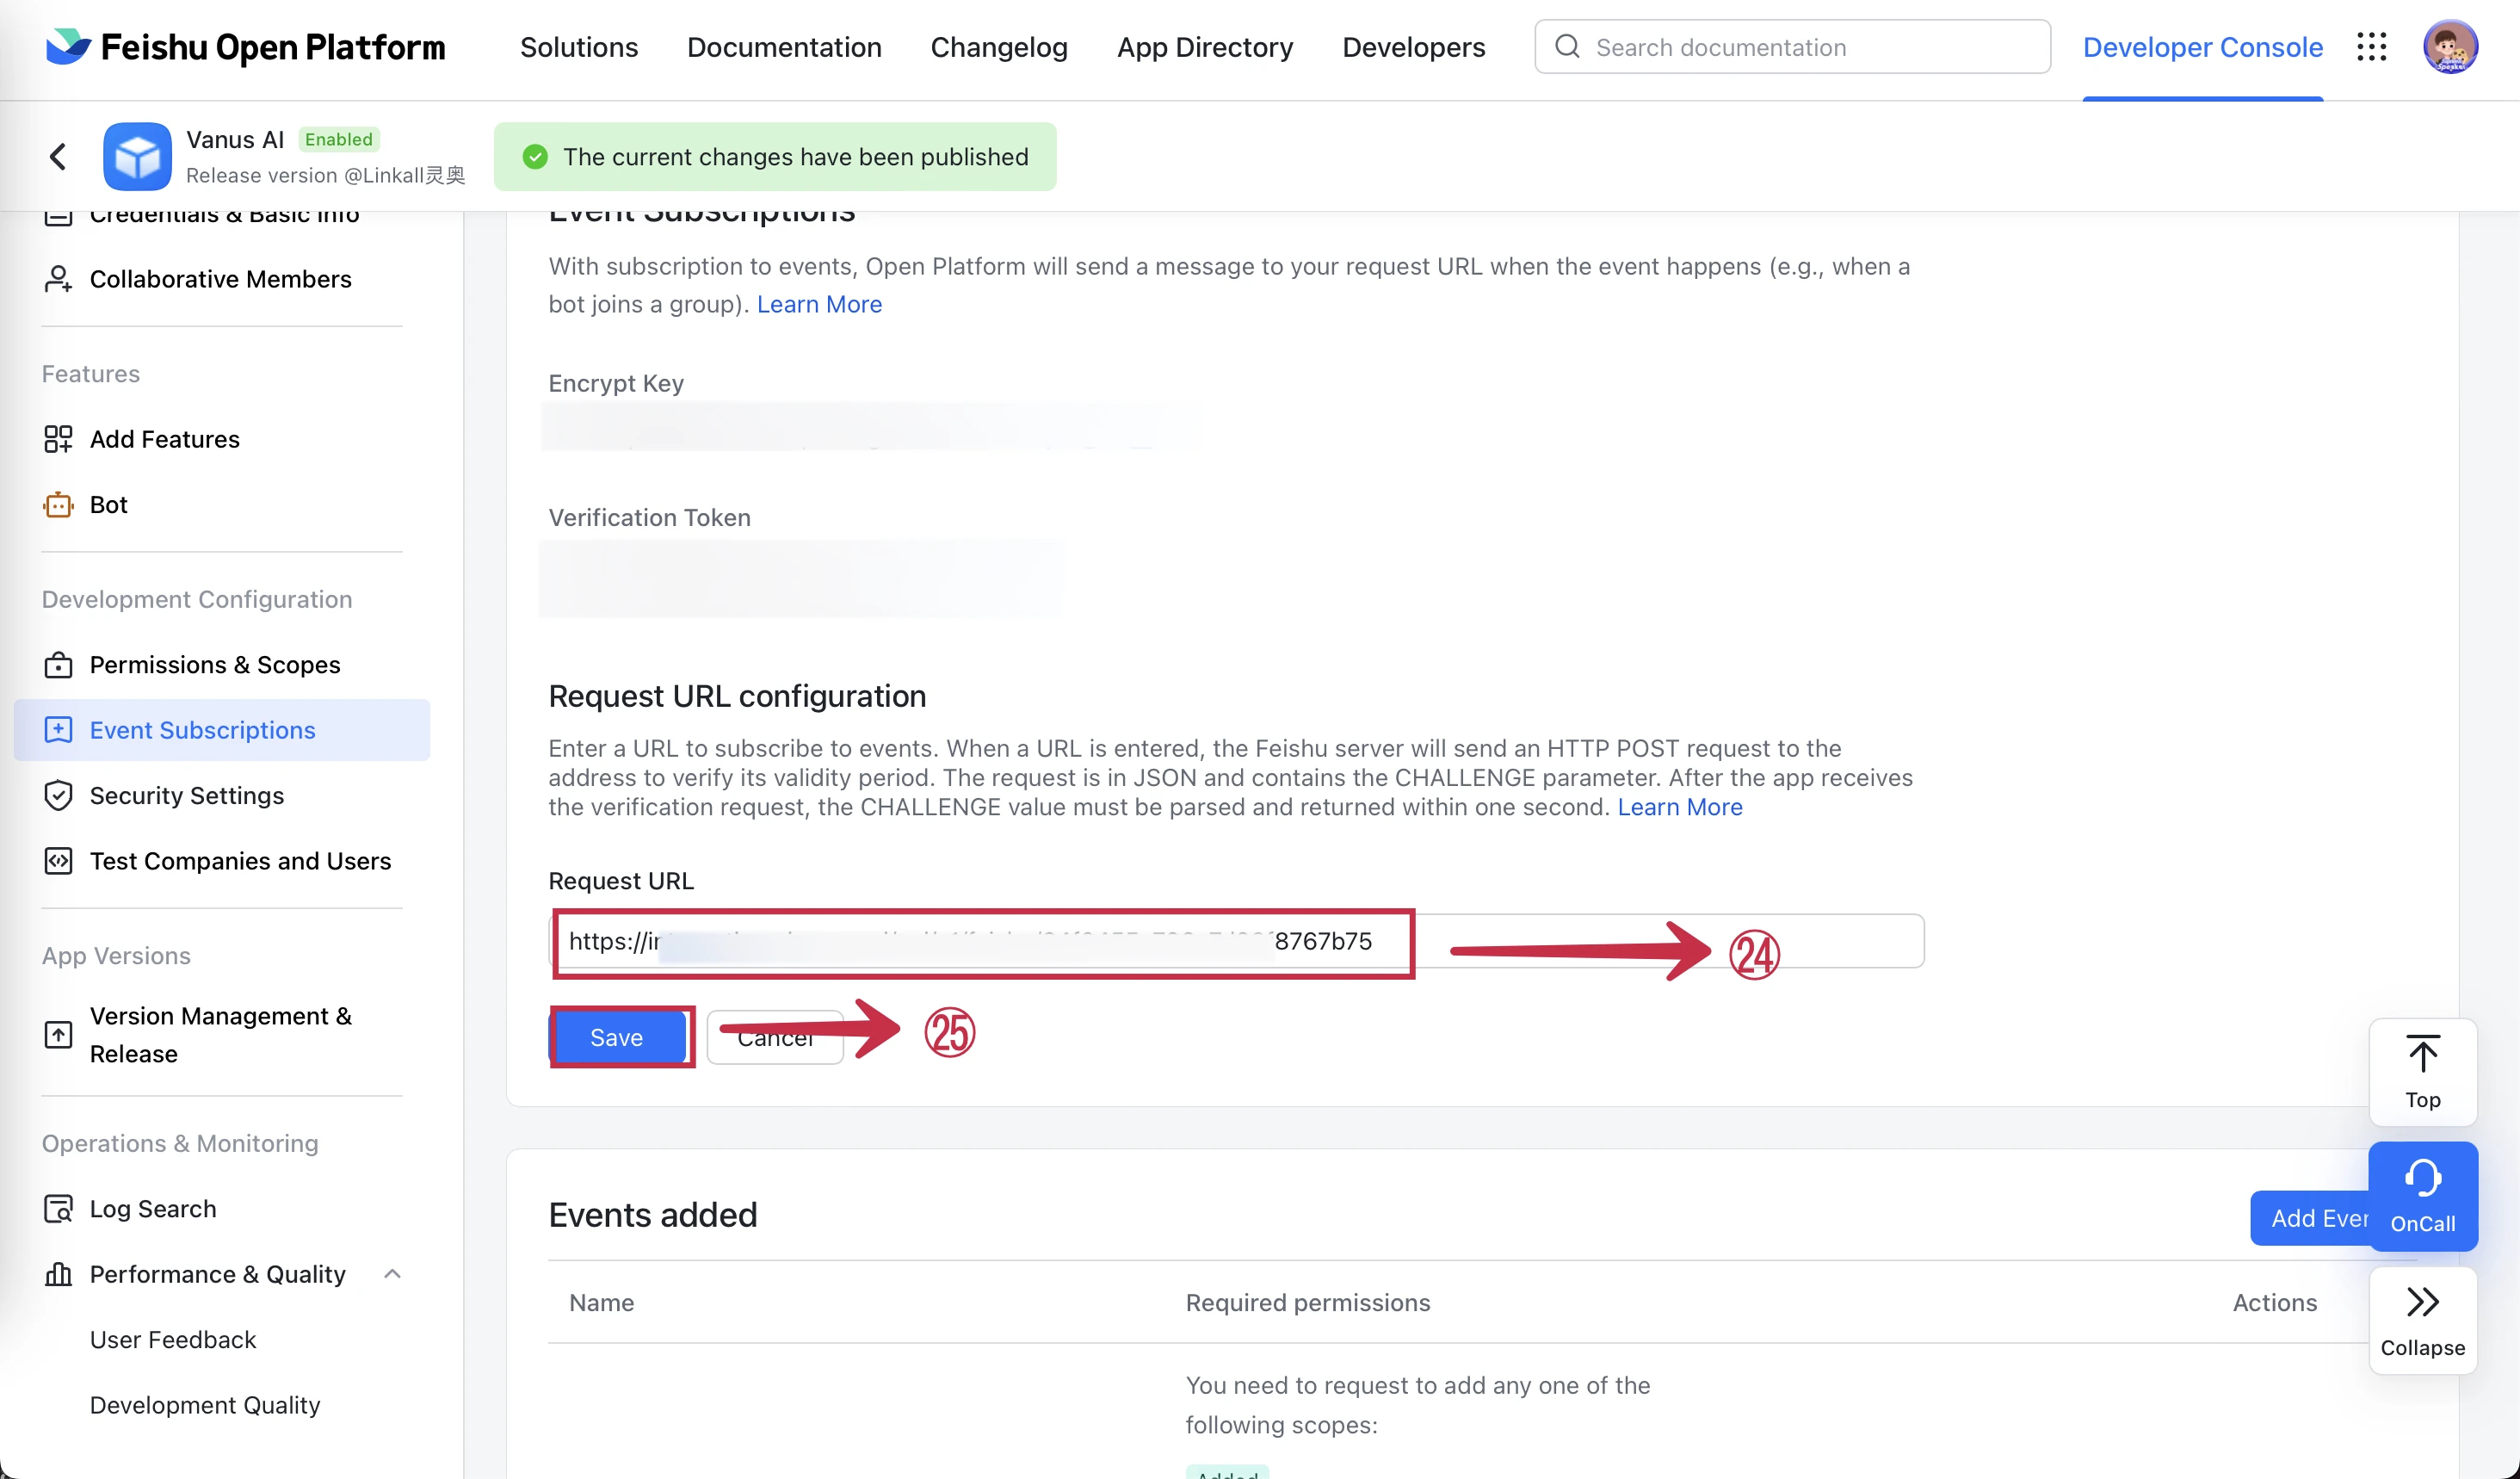 Feishu Open Platform
Solutions
Documentation
Changelog
App Directory
Developers
Search documentation
Developer Console
Vanus AI
Enabled
Release version @Linkall灵奥
The current changes have been published
Credentials & Basic Info
Collaborative Members
Features
Add Features
Bot
Development Configuration
Permissions & Scopes
Event Subscriptions
Security Settings
Test Companies and Users
App Versions
Version Management &
Release
Operations & Monitoring
Log Search
Performance & Quality
User Feedback
Development Quality
Event Subscriptions
With subscription to events, Open Platform will send a message to your request URL when the event happens (e.g., when a
bot joins a group). Learn More
Encrypt Key
Verification Token
Request URL configuration
Enter a URL to subscribe to events. When a URL is entered, the Feishu server will send an HTTP POST request to the
address to verify its validity period. The request is in JSON and contains the CHALLENGE parameter. After the app receives
the verification request, the CHALLENGE value must be parsed and returned within one second. Learn More
Request URL
https://i 8767b75
㉔
Save
Cancel
㉕
Top
OnCall
Collapse
Events added
Add Even
Name
Required permissions
Actions
You need to request to add any one of the
following scopes:
Added